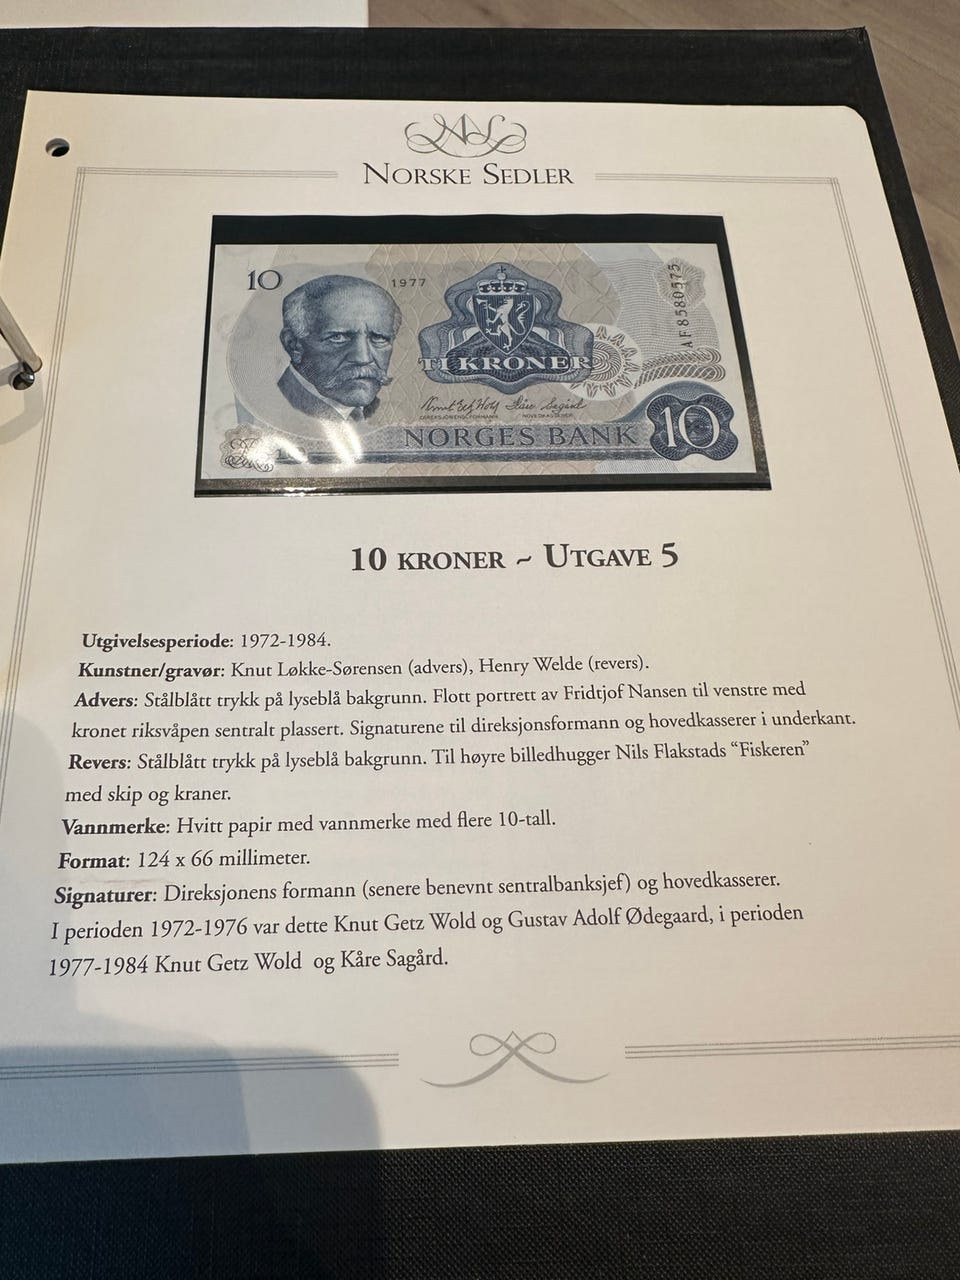 NORSKE SEDLER
10
1977
AF8580575
TI KRONER
DIREKSJONENS FORMANN
HOVEDKASSERER
NORGES BANK
10
10 KRONER ~ UTGAVE 5
Utgivelsesperiode: 1972-1984.
Kunstner/gravør: Knut Løkke-Sørensen (advers), Henry Welde (revers).
Advers: Stålblått trykk på lyseblå bakgrunn. Flott portrett av Fridtjof Nansen til venstre med
kronet riksvåpen sentralt plassert. Signaturene til direksjonsformann og hovedkasserer i underkant.
Revers: Stålblått trykk på lyseblå bakgrunn. Til høyre billedhugger Nils Flakstads “Fiskeren”
med skip og kraner.
Vannmerke: Hvitt papir med vannmerke med flere 10-tall.
Format: 124 x 66 millimeter.
Signaturer: Direksjonens formann (senere benevnt sentralbanksjef) og hovedkasserer.
I perioden 1972-1976 var dette Knut Getz Wold og Gustav Adolf Ødegaard, i perioden
1977-1984 Knut Getz Wold og Kåre Sagård.